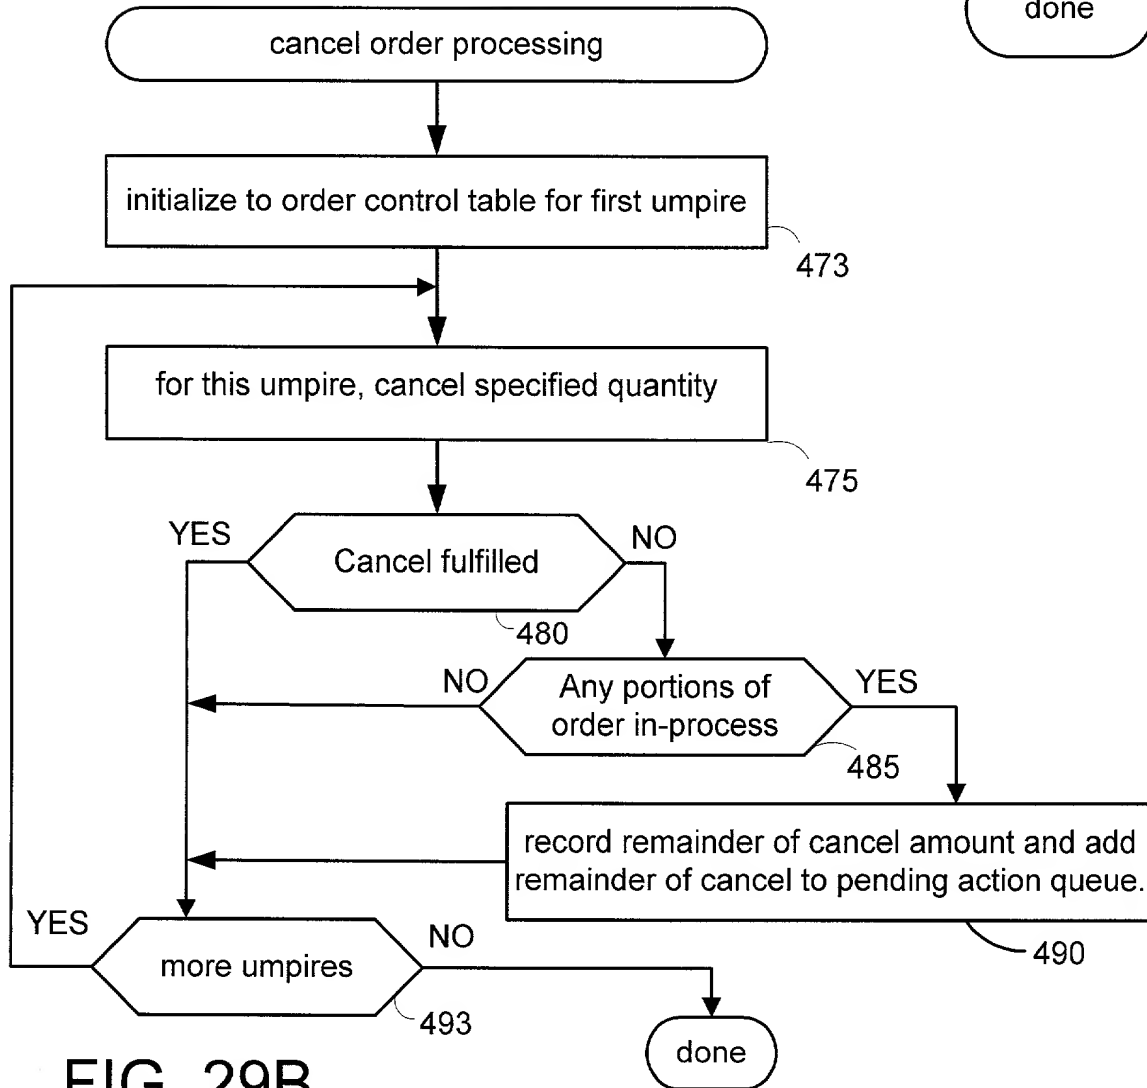 done
cancel order processing
initialize to order control table for first umpire
473
for this umpire, cancel specified quantity
475
YES
NO
Cancel fulfilled
480
NO
Any portions of
order in-process
YES
485
record remainder of cancel amount and add
remainder of cancel to pending action queue.
490
YES
more umpires
NO
493
done
FIG. 29B